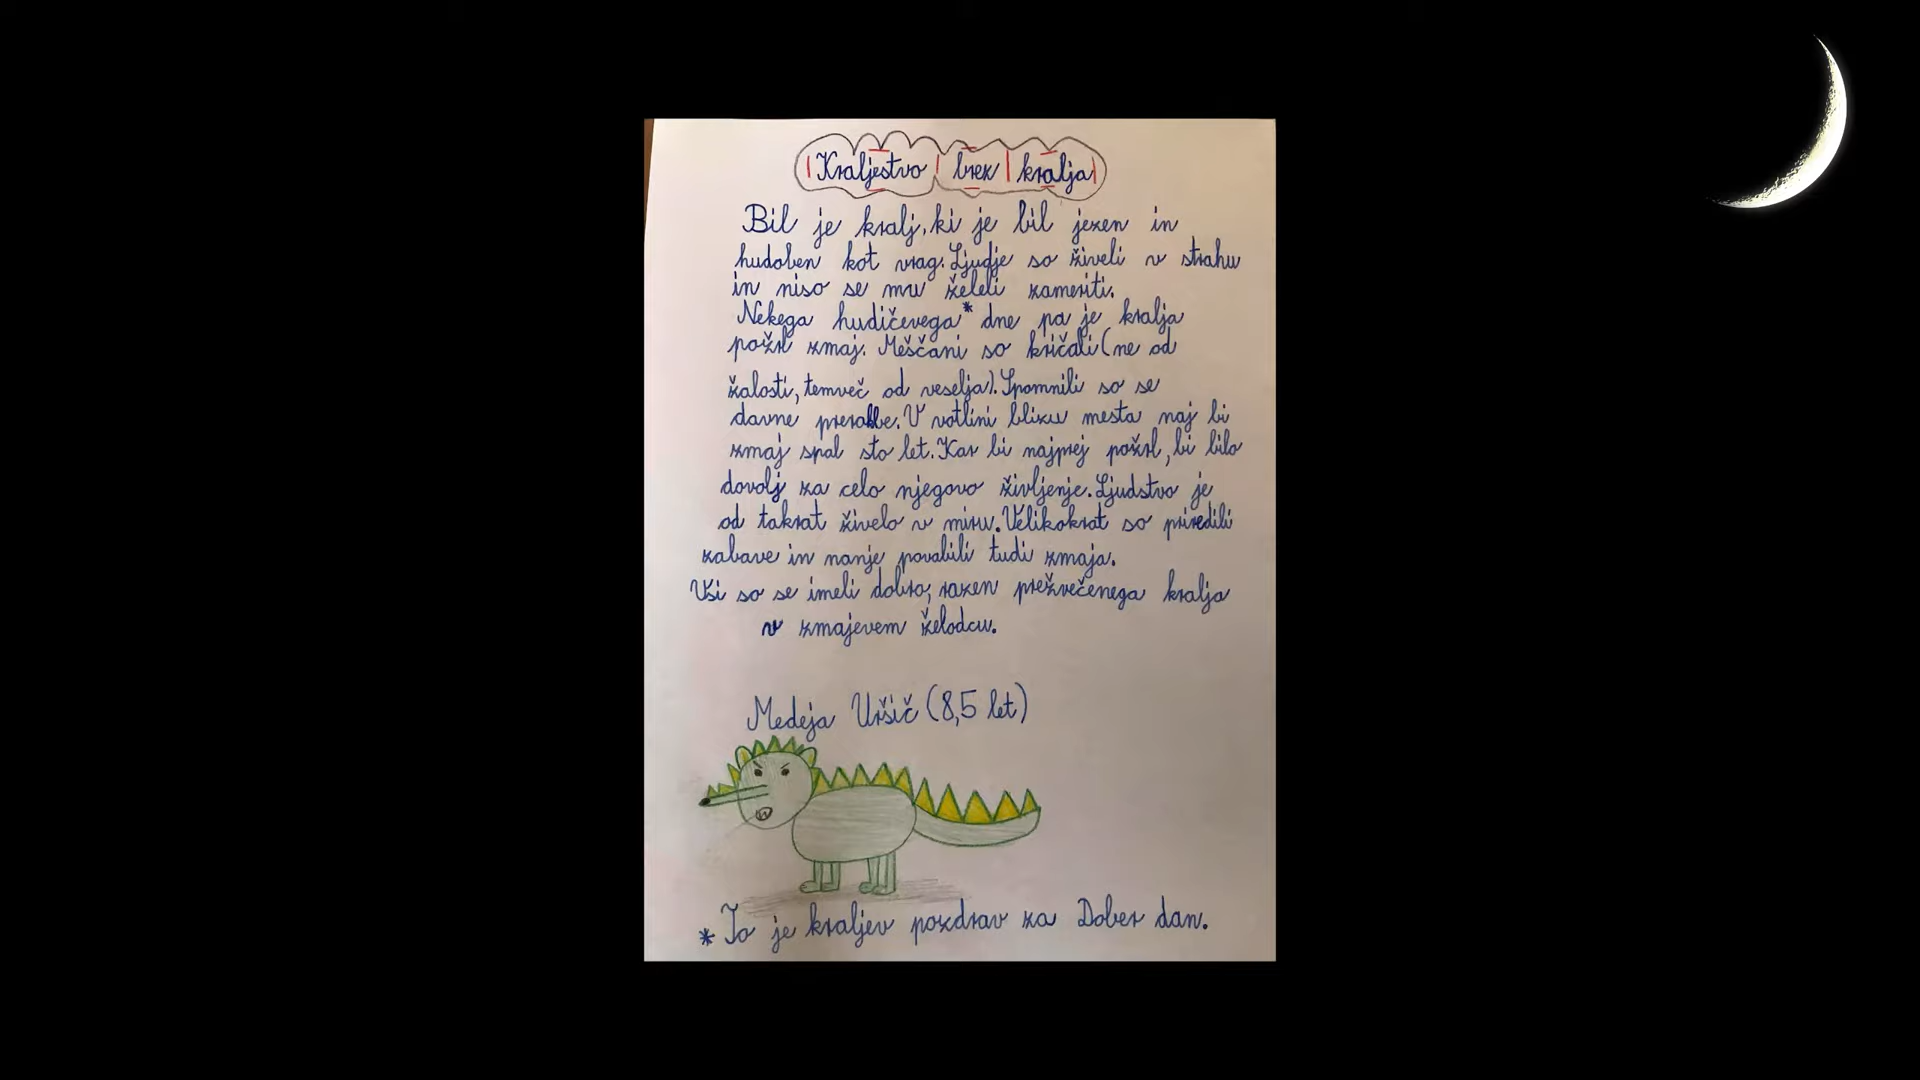 Kraljestvo brez kralja
Bil je kralj, ki je bil jezen in
hudoben kot vrag. Ljudje so živeli v strahu
in niso se mu želeli zameriti.
Nekega hudičevega* dne pa je kralja
požrl zmaj. Meščani so kričali (ne od
žalosti, temveč od veselja). Spomnili so se
davne prerokbe. V votlini blizu mesta naj bi
zmaj spal sto let. Kar bi najprej požrl, bi bilo
dovolj za celo njegovo življenje. Ljudstvo je
od takrat živelo v miru. Velikokrat so priredili
zabave in nanje povabili tudi zmaja.
Vsi so se imeli dobro, razen prežvečenega kralja
v zmajevem želodcu.
Medeja Uršič (8,5 let)
* To je kraljev pozdrav za Dober dan.